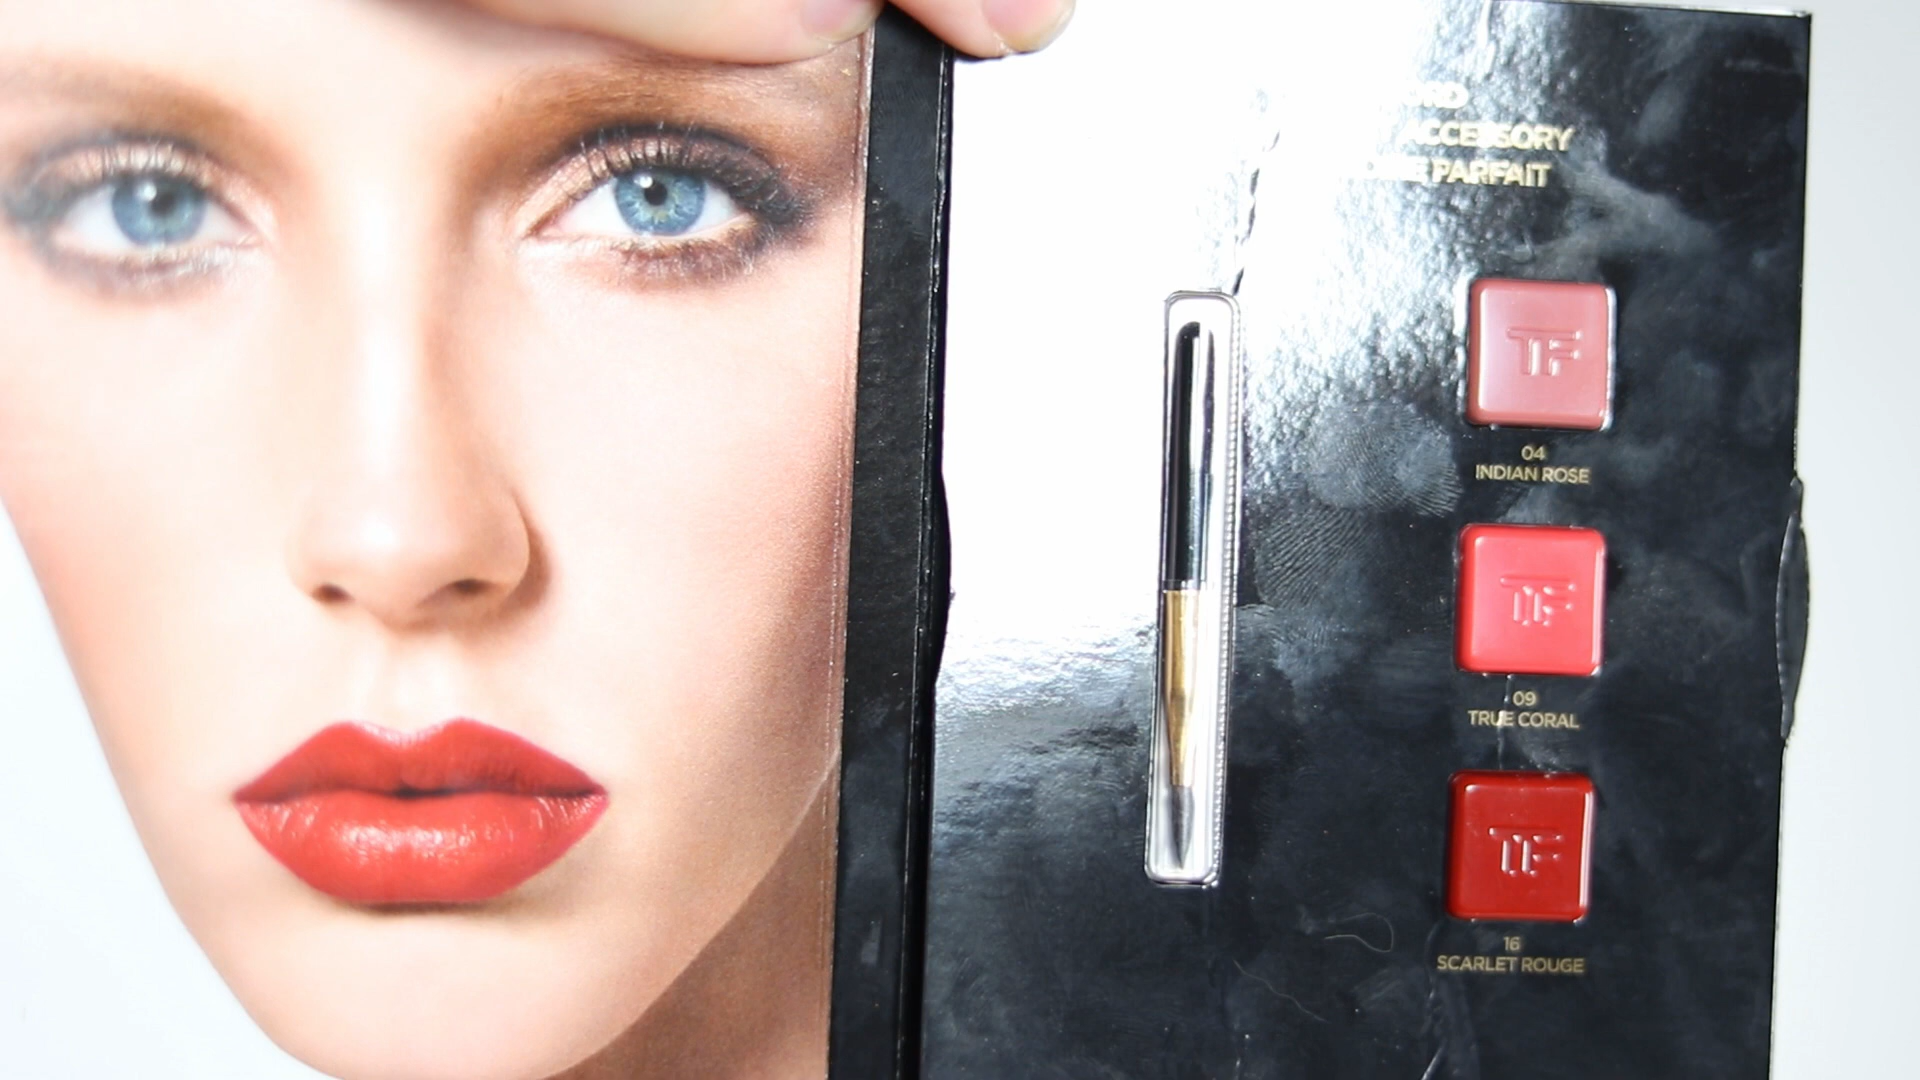 ACCESSORY
PARFAIT
TF
04
INDIAN ROSE
TF
09
TRUE CORAL
TF
16
SCARLET ROUGE